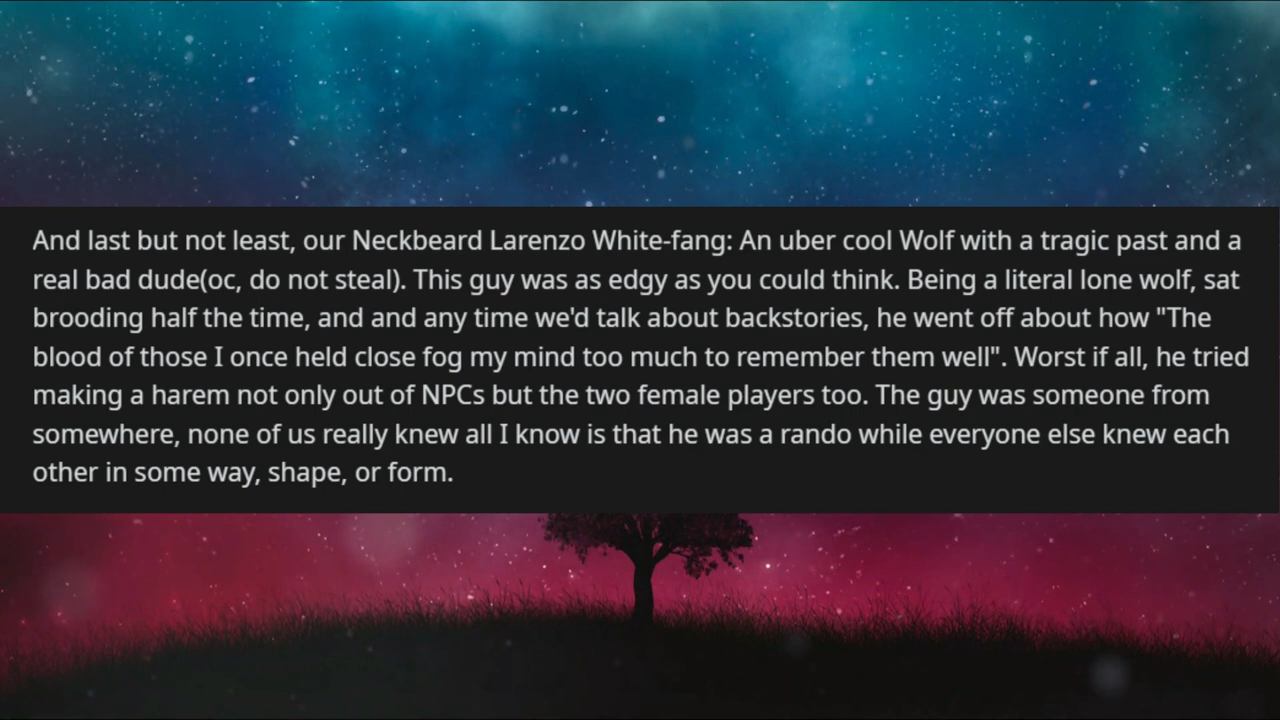 And last but not least, our Neckbeard Larenzo White-fang: An uber cool Wolf with a tragic past and a
real bad dude(oc, do not steal). This guy was as edgy as you could think. Being a literal lone wolf, sat
brooding half the time, and and any time we'd talk about backstories, he went off about how "The
blood of those I once held close fog my mind too much to remember them well". Worst if all, he tried
making a harem not only out of NPCs but the two female players too. The guy was someone from
somewhere, none of us really knew all I know is that he was a rando while everyone else knew each
other in some way, shape, or form.